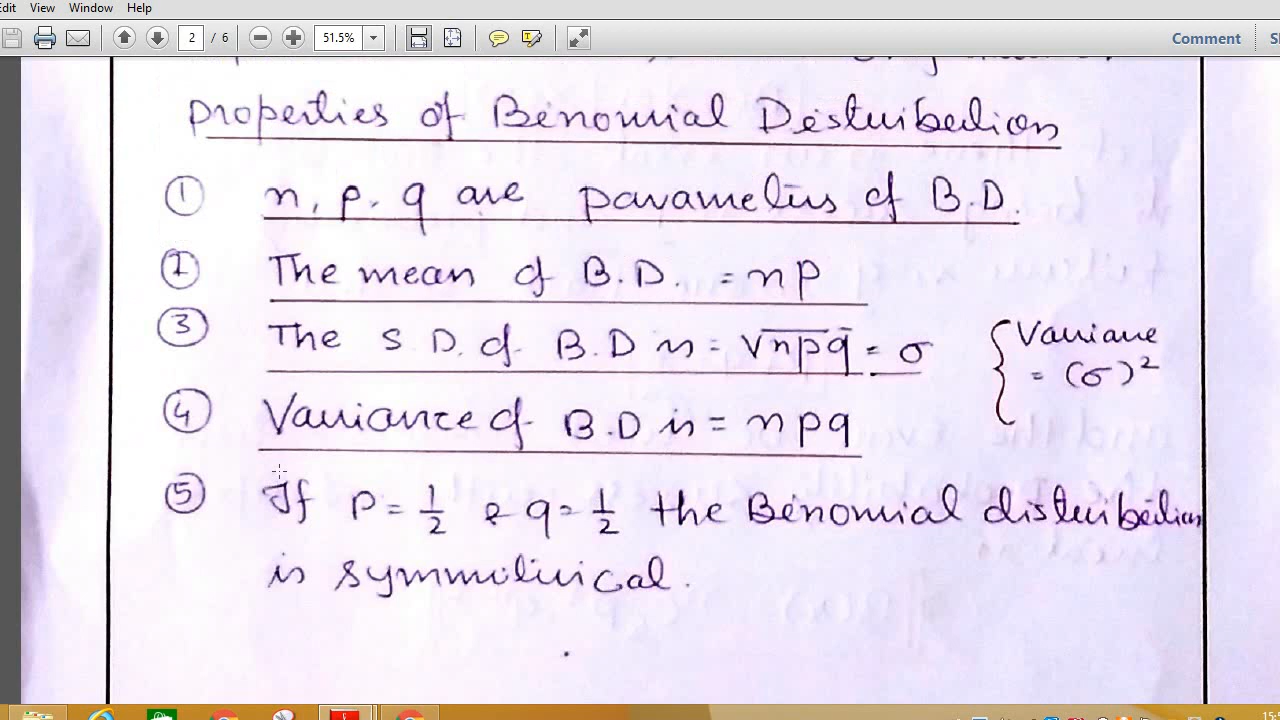 Edit View Window Help
2 / 6 51.5% Comment
properties of Binomial Distribution
① n, p, q are parameters of B.D.
② The mean of B.D. = np
③ The S.D. of B.D is = √npq = σ
{ Variance
= (σ)²
④ Variance of B.D is = npq
⑤ If P = 1/2 & q = 1/2 the Binomial distribution
is symmetrical.